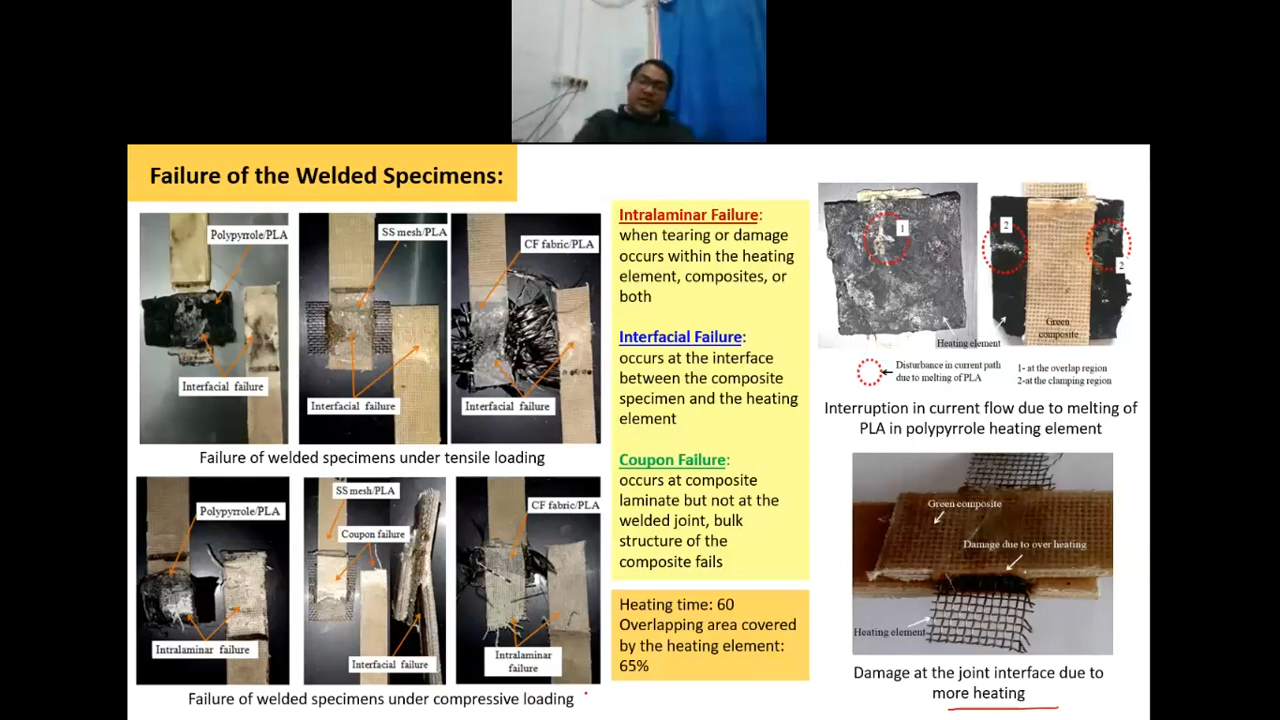 Failure of the Welded Specimens:
Polypyrrole/PLA
Interfacial failure
SS mesh/PLA
Interfacial failure
CF fabric/PLA
Interfacial failure
Failure of welded specimens under tensile loading
Polypyrrole/PLA
Intralaminar failure
SS mesh/PLA
Coupon failure
Interfacial failure
CF fabric/PLA
Intralaminar
failure
Failure of welded specimens under compressive loading
Intralaminar Failure:
when tearing or damage
occurs within the heating
element, composites, or
both
Interfacial Failure:
occurs at the interface
between the composite
specimen and the heating
element
Coupon Failure:
occurs at composite
laminate but not at the
welded joint, bulk
structure of the
composite fails
Heating time: 60
Overlapping area covered
by the heating element:
65%
1
2
2
Green
composite
Heating element
Disturbance in current path
due to melting of PLA
1- at the overlap region
2-at the clamping region
Interruption in current flow due to melting of
PLA in polypyrrole heating element
Green composite
Damage due to over heating
Heating element
Damage at the joint interface due to
more heating